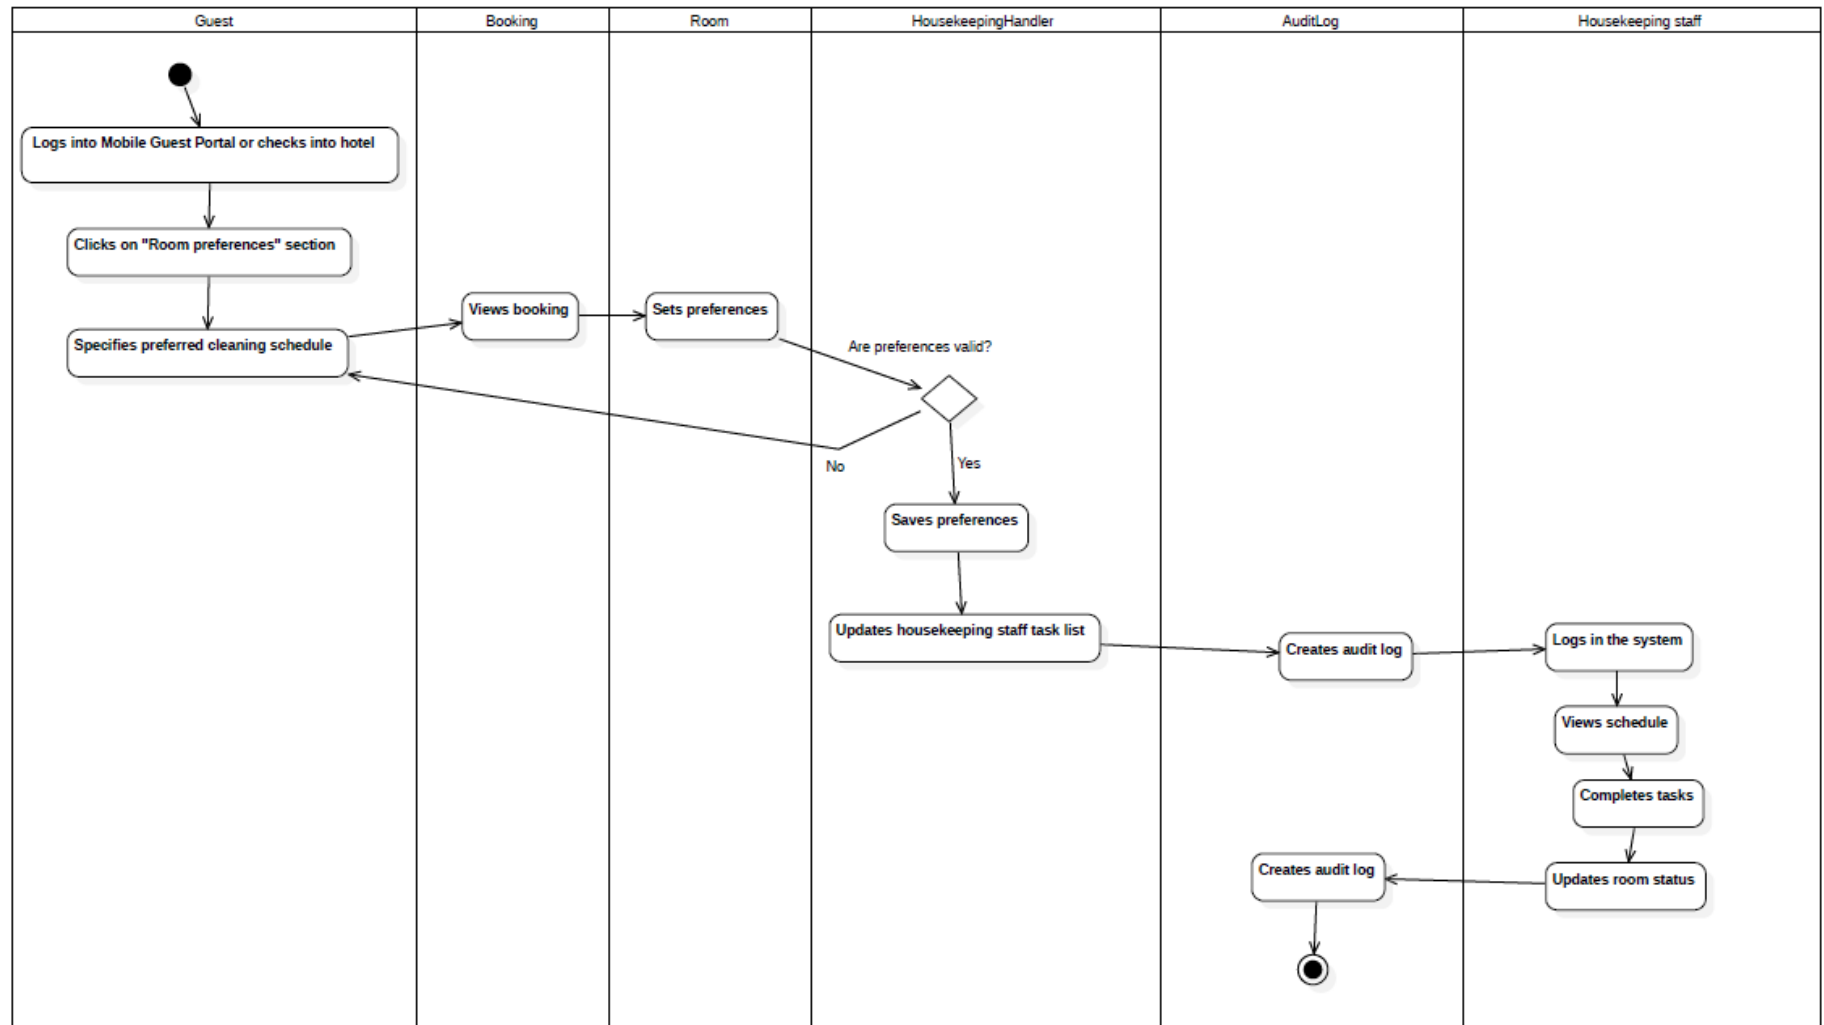 Guest
Booking
Room
HousekeepingHandler
AuditLog
Housekeeping staff
Logs into Mobile Guest Portal or checks into hotel
Clicks on "Room preferences" section
Specifies preferred cleaning schedule
Views booking
Sets preferences
Are preferences valid?
No
Yes
Saves preferences
Updates housekeeping staff task list
Creates audit log
Logs in the system
Views schedule
Completes tasks
Updates room status
Creates audit log